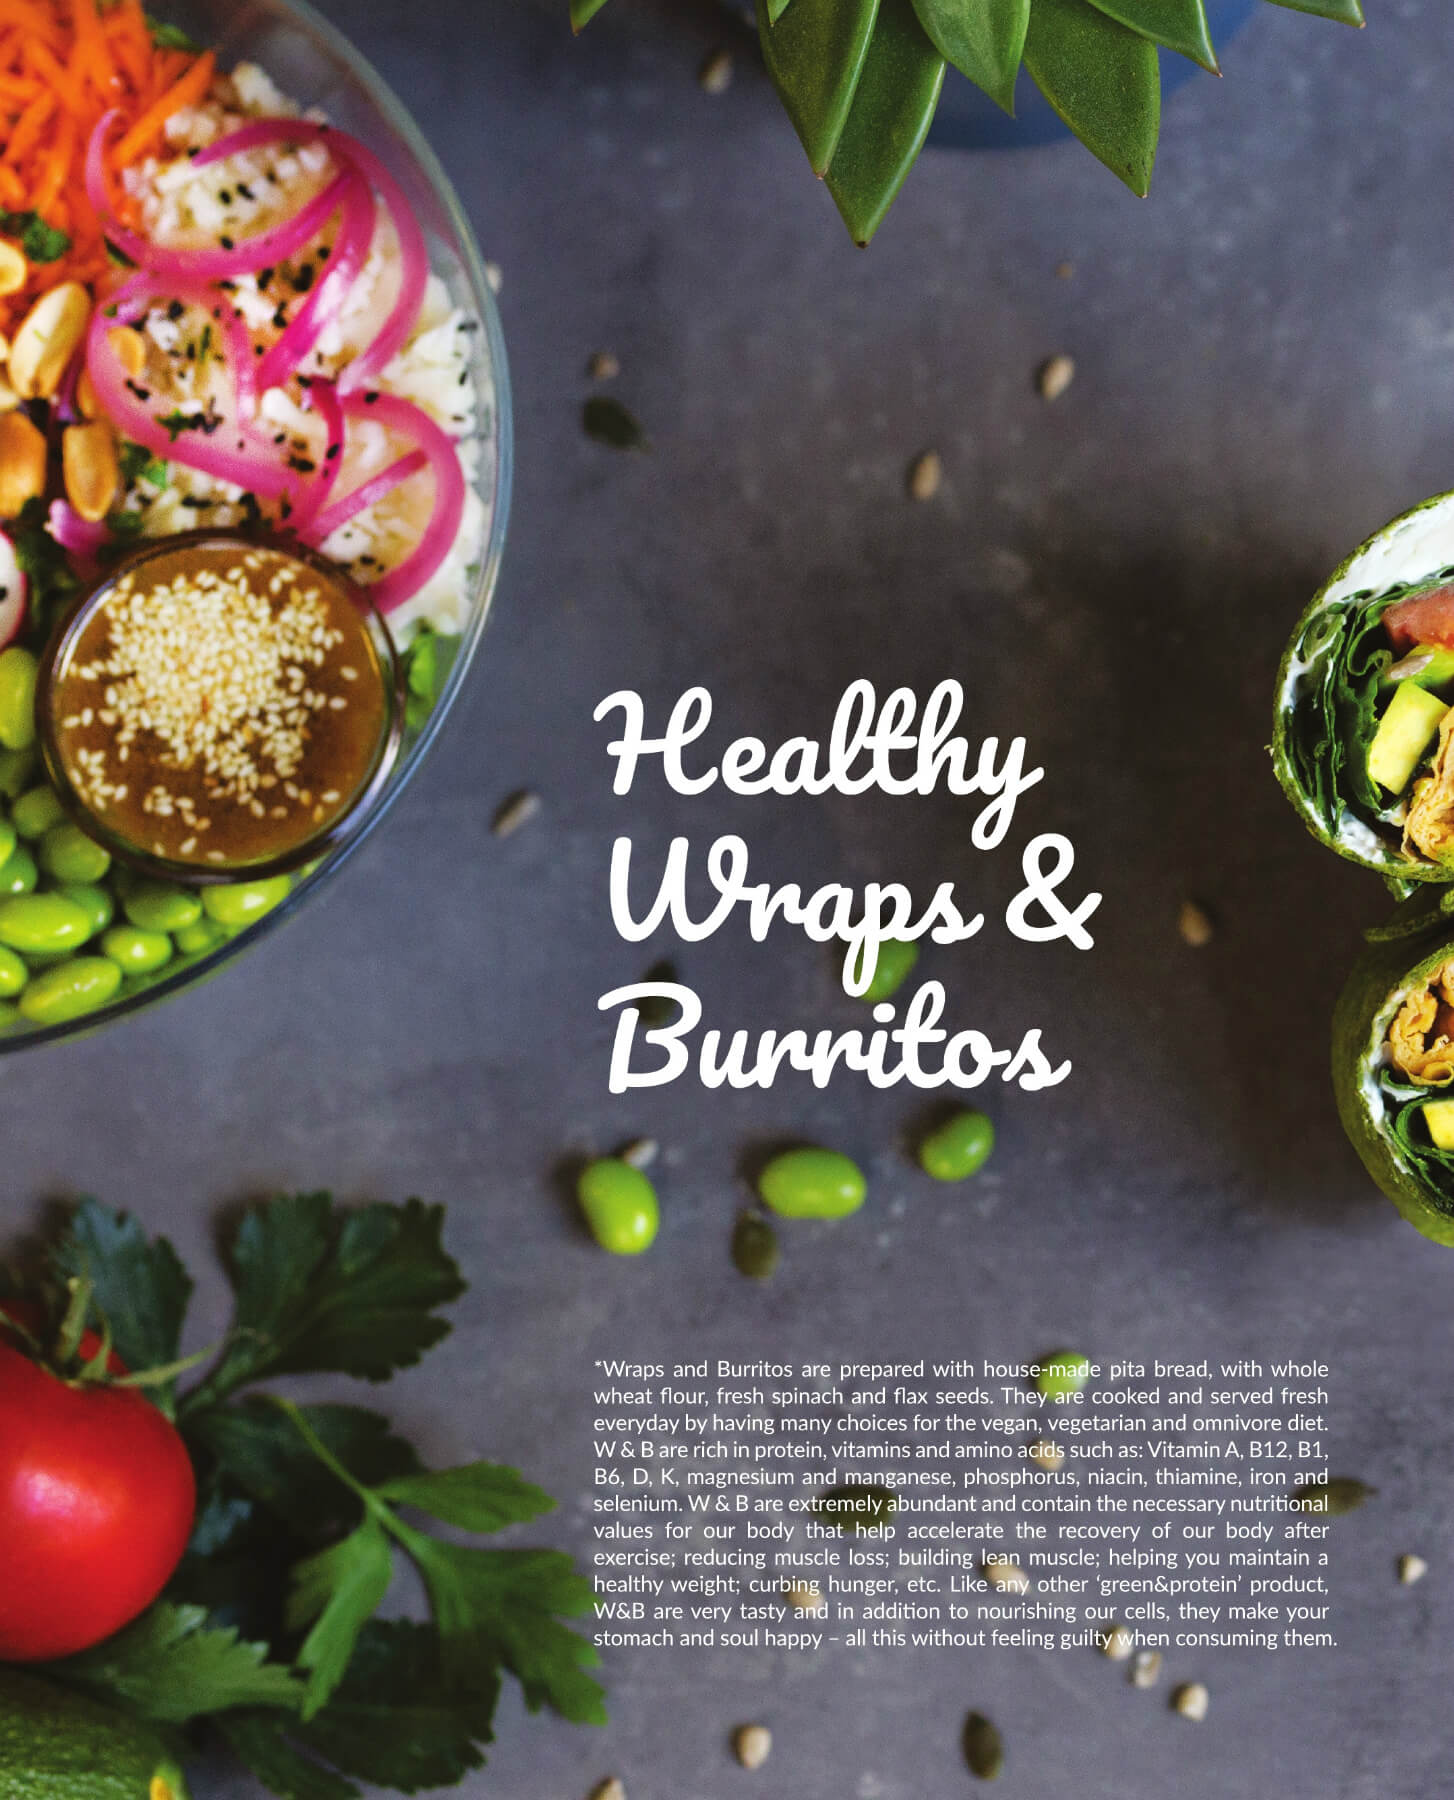 Healthy
Wraps &
Burritos
*Wraps and Burritos are prepared with house-made pita bread, with whole
wheat flour, fresh spinach and flax seeds. They are cooked and served fresh
everyday by having many choices for the vegan, vegetarian and omnivore diet.
W & B are rich in protein, vitamins and amino acids such as: Vitamin A, B12, B1,
B6, D, K, magnesium and manganese, phosphorus, niacin, thiamine, iron and
selenium. W & B are extremely abundant and contain the necessary nutritional
values for our body that help accelerate the recovery of our body after
exercise; reducing muscle loss; building lean muscle; helping you maintain a
healthy weight; curbing hunger, etc. Like any other ‘green&protein’ product,
W&B are very tasty and in addition to nourishing our cells, they make your
stomach and soul happy – all this without feeling guilty when consuming them.